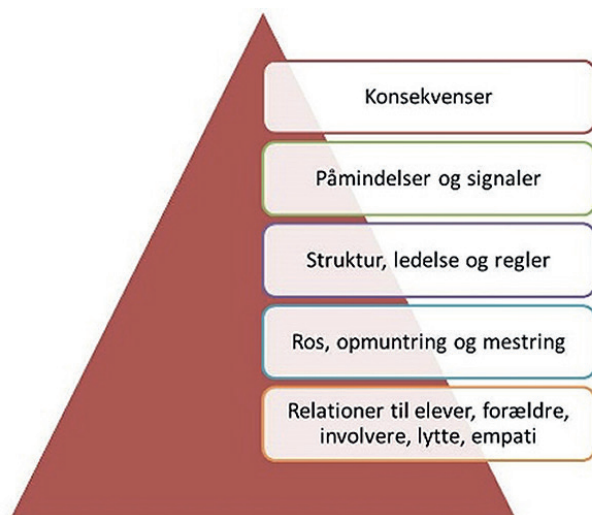 Konsekvenser
Påmindelser og signaler
Struktur, ledelse og regler
Ros, opmuntring og mestring
Relationer til elever, forældre,
involvere, lytte, empati